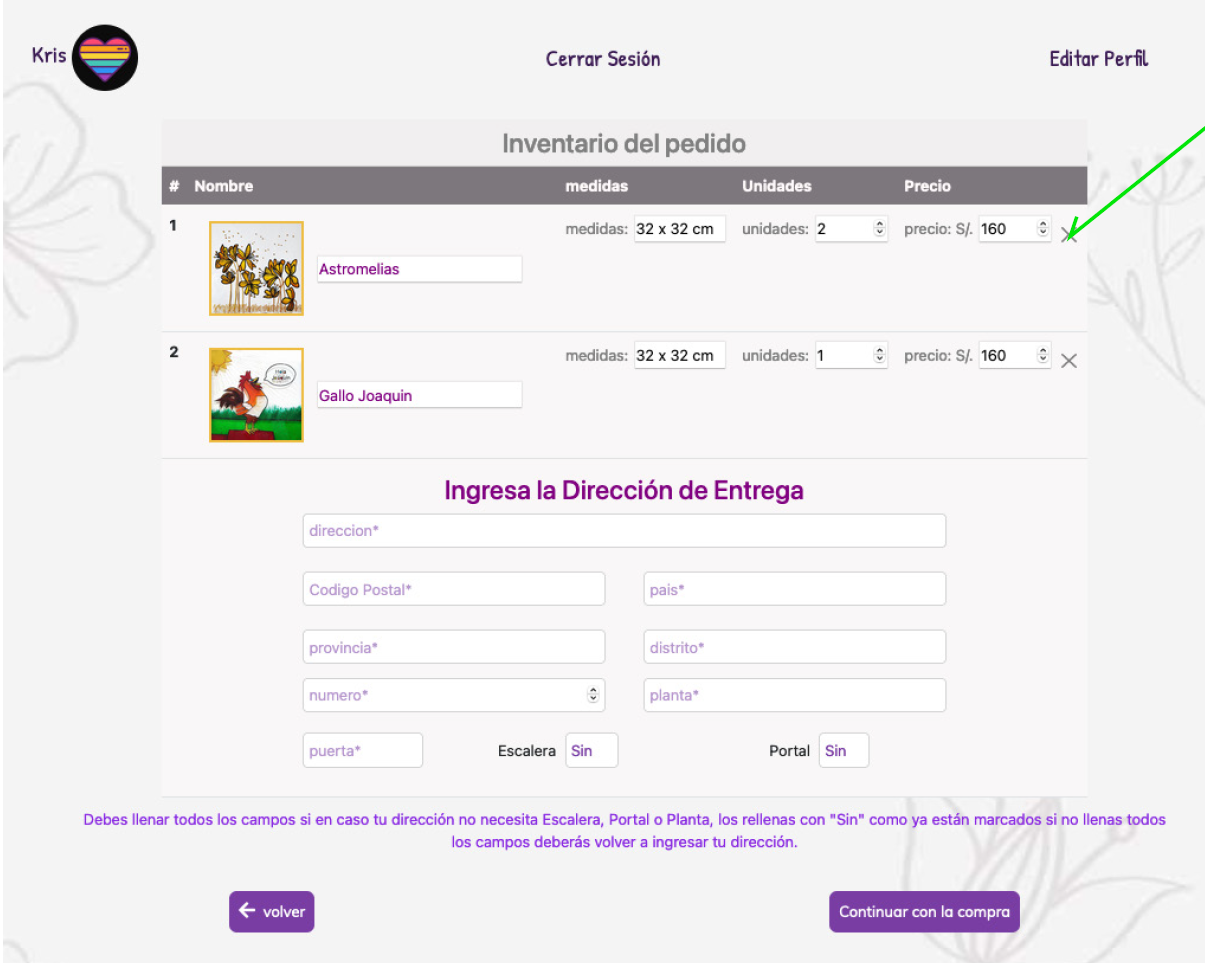 Kris
Cerrar Sesión
Editar Perfil
Inventario del pedido
# Nombre medidas Unidades Precio
1 medidas: 32 x 32 cm unidades: 2 precio: S/. 160
Astromelias
2 medidas: 32 x 32 cm unidades: 1 precio: S/. 160
Gallo Joaquin
Ingresa la Dirección de Entrega
direccion*
Codigo Postal* pais*
provincia* distrito*
numero* planta*
puerta* Escalera Sin Portal Sin
Debes llenar todos los campos si en caso tu dirección no necesita Escalera, Portal o Planta, los rellenas con "Sin" como ya están marcados si no llenas todos
los campos deberás volver a ingresar tu dirección.
volver
Continuar con la compra